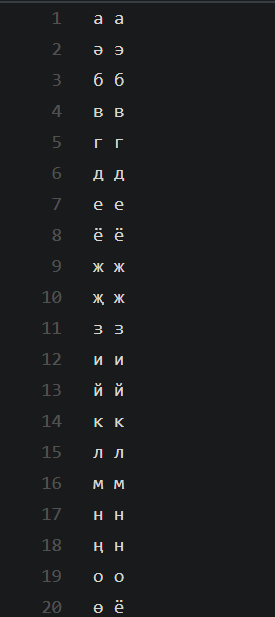 1 а а
2 ә э
3 б б
4 в в
5 г г
6 д д
7 е е
8 ё ё
9 ж ж
10 җ ж
11 з з
12 и и
13 й й
14 к к
15 л л
16 м м
17 н н
18 ң н
19 о о
20 ө ё